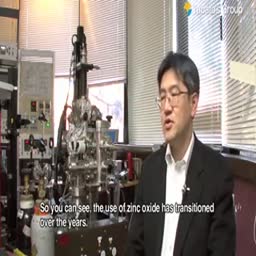 So you can see, the use of zinc oxide has transitioned
over the years.